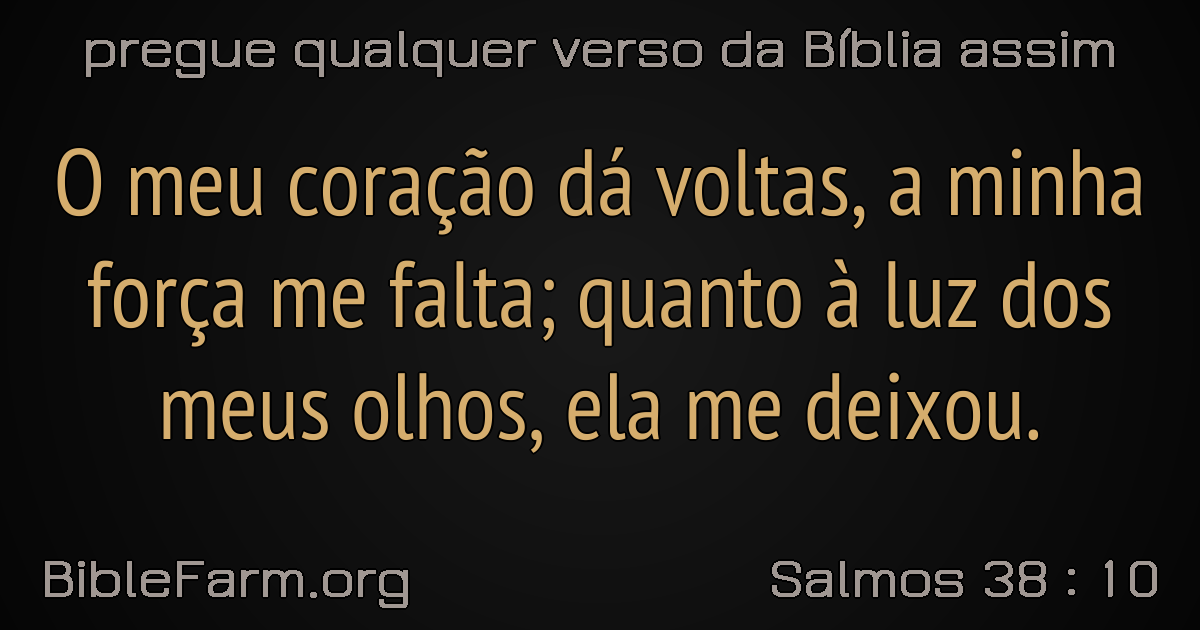 pregue qualquer verso da Bíblia assim
O meu coração dá voltas, a minha
força me falta; quanto à luz dos
meus olhos, ela me deixou.
BibleFarm.org
Salmos 38 : 10